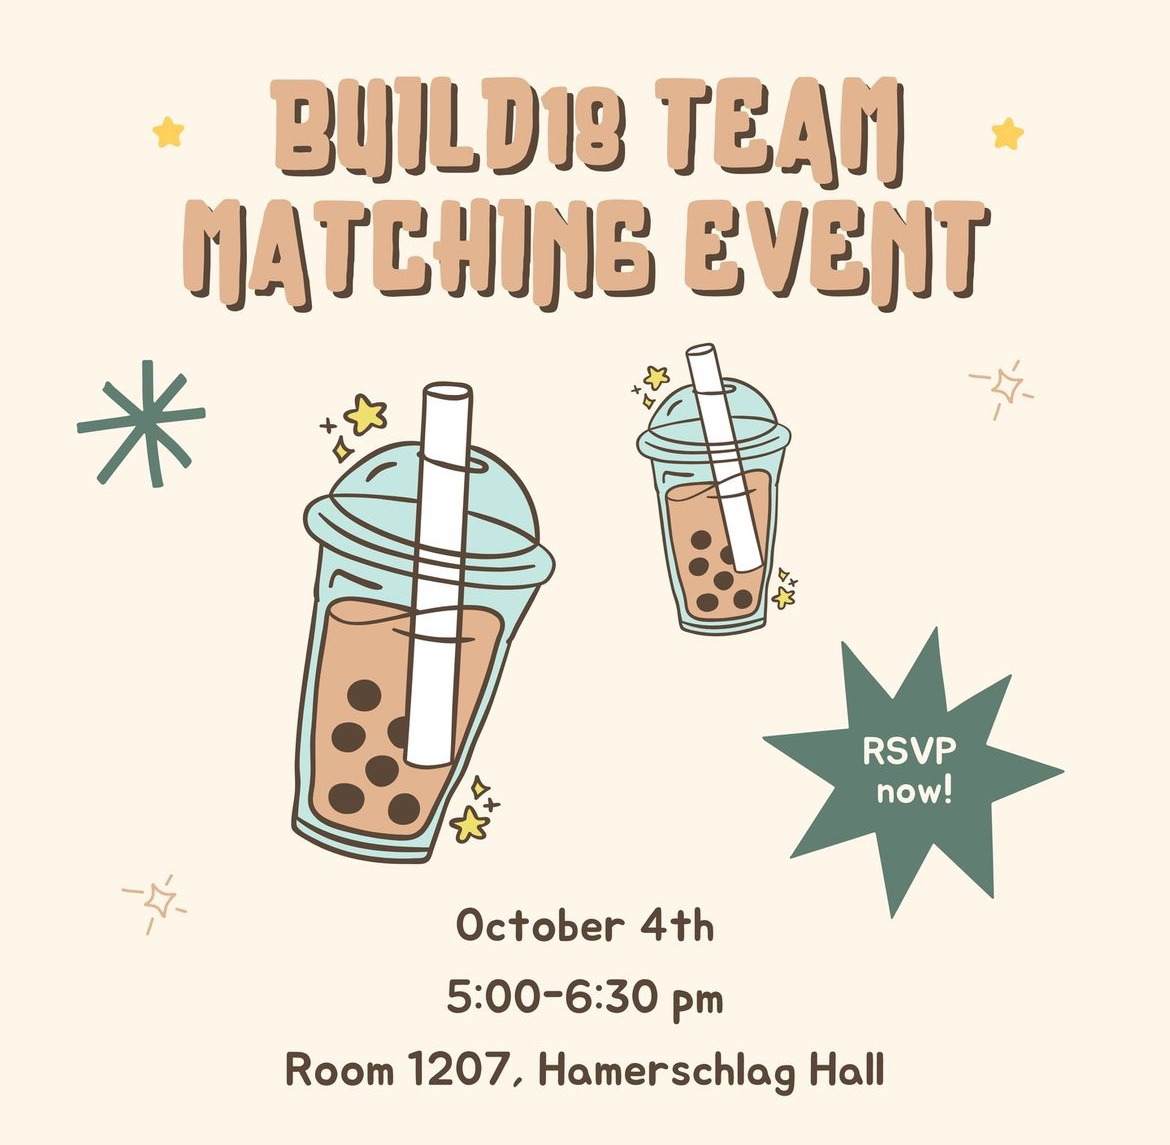 BUILD18 TEAM
MATCHING EVENT
RSVP
now!
October 4th
5:00-6:30 pm
Room 1207, Hamerschlag Hall